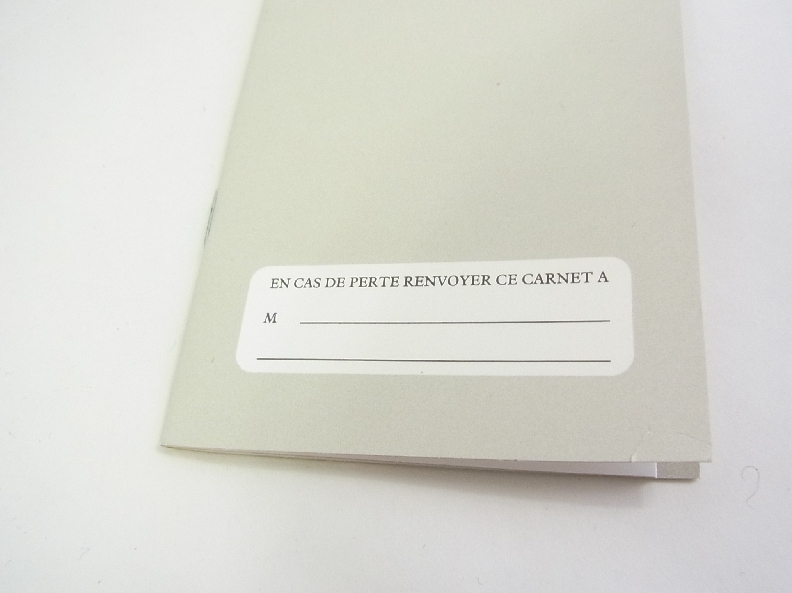 EN CAS DE PERTE RENVOYER CE CARNET A
M